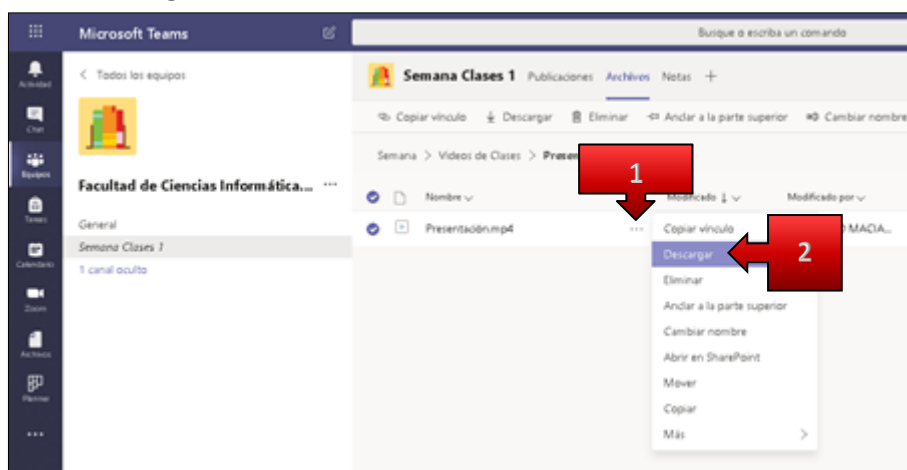 Microsoft Teams
Busque o escriba un comando
Actividad
Chat
Equipos
Tareas
Calendario
Zoom
Archivos
Planner
< Todos los equipos
Facultad de Ciencias Informática... ...
General
Semana Clases 1
1 canal oculto
Semana Clases 1 Publicaciones Archivos Notas +
Copiar vínculo Descargar Eliminar Anclar a la parte superior Cambiar nombre
Semana > Videos de Clases > Presen
1
Nombre Modificado ↓ Modificado por
Presentación.mp4 ... MACIA...
Copiar vínculo
Descargar
2
Eliminar
Anclar a la parte superior
Cambiar nombre
Abrir en SharePoint
Mover
Copiar
Más >